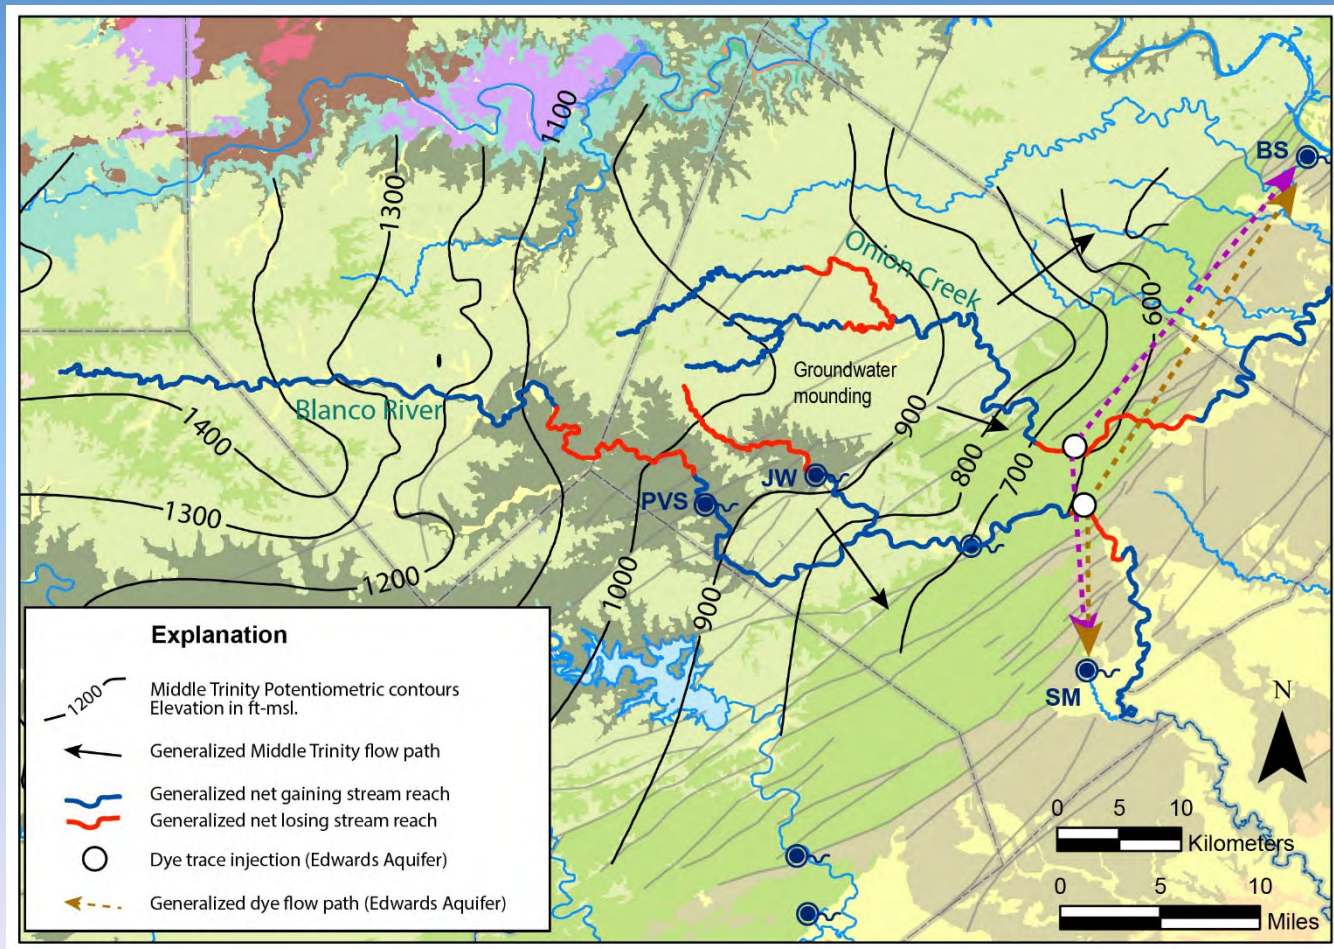 1100
1300
BS
Onion Creek
600
Groundwater
mounding
Blanco River
1400
900
800
700
JW
PVS
1300
1200
1000
900
SM
Explanation
1200
Middle Trinity Potentiometric contours
Elevation in ft-msl.
Generalized Middle Trinity flow path
Generalized net gaining stream reach
Generalized net losing stream reach
Dye trace injection (Edwards Aquifer)
Generalized dye flow path (Edwards Aquifer)
N
0 5 10
Kilometers
0 5 10
Miles